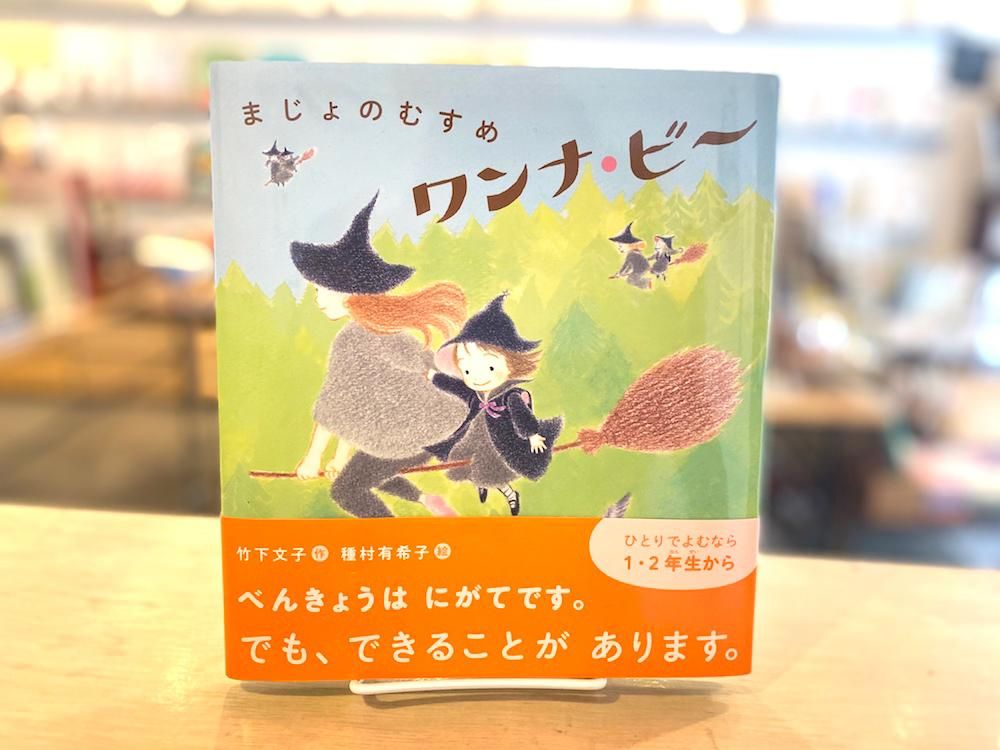 まじょのむすめ
ワンナ・ビー
竹下文子 作 種村有希子 絵
ひとりでよむなら
1・2年生から
べんきょうは にがてです。
でも、できることが あります。